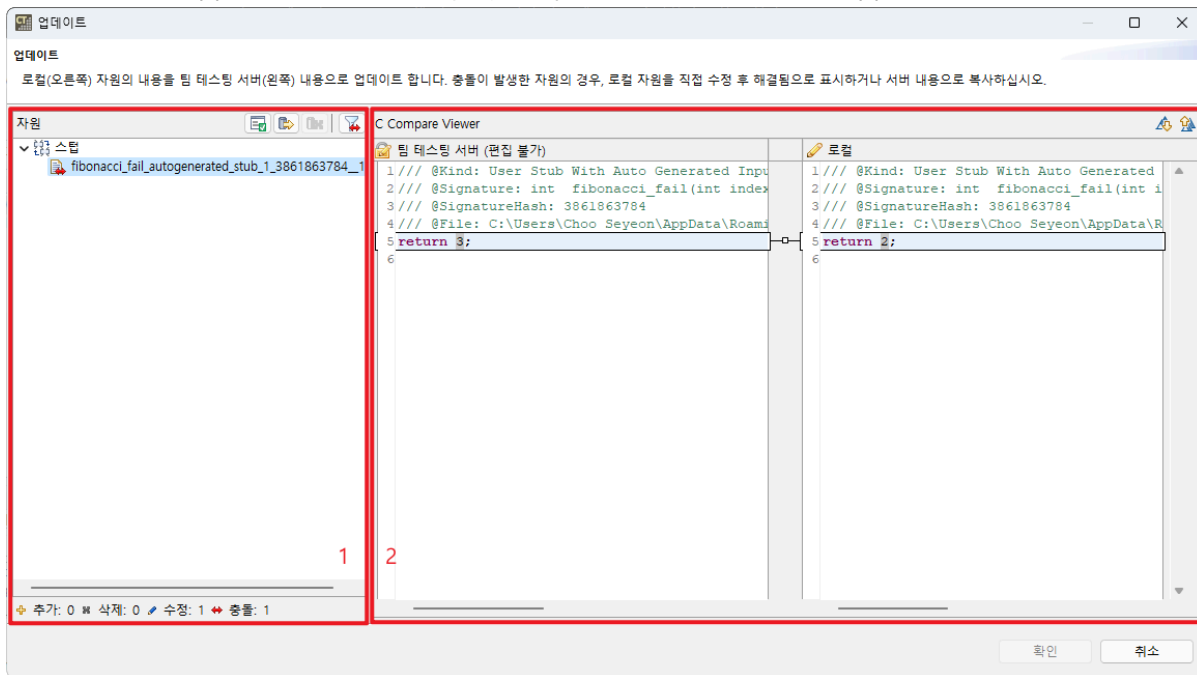 업데이트
업데이트
로컬(오른쪽) 자원의 내용을 팀 테스팅 서버(왼쪽) 내용으로 업데이트 합니다. 충돌이 발생한 자원의 경우, 로컬 자원을 직접 수정 후 해결됨으로 표시하거나 서버 내용으로 복사하십시오.
자원
스텁
fibonacci_fail_autogenerated_stub_1_3861863784__1
1
추가: 0 삭제: 0 수정: 1 충돌: 1
C Compare Viewer
팀 테스팅 서버 (편집 불가)
1 /// @Kind: User Stub With Auto Generated Inpu
2 /// @Signature: int  fibonacci_fail(int index
3 /// @SignatureHash: 3861863784
4 /// @File: C:\Users\Choo Seyeon\AppData\Roami
5 return 3;
6
2
로컬
1 /// @Kind: User Stub With Auto Generated
2 /// @Signature: int  fibonacci_fail(int i
3 /// @SignatureHash: 3861863784
4 /// @File: C:\Users\Choo Seyeon\AppData\R
5 return 2;
6
확인
취소